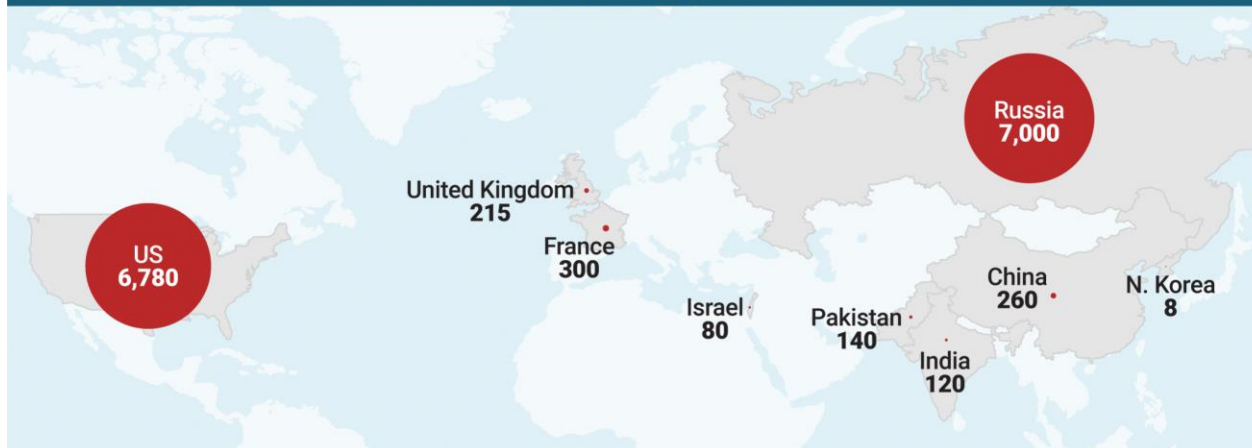 US
6,780
United Kingdom
215
France
300
Israel
80
Russia
7,000
Pakistan
140
India
120
China
260
N. Korea
8